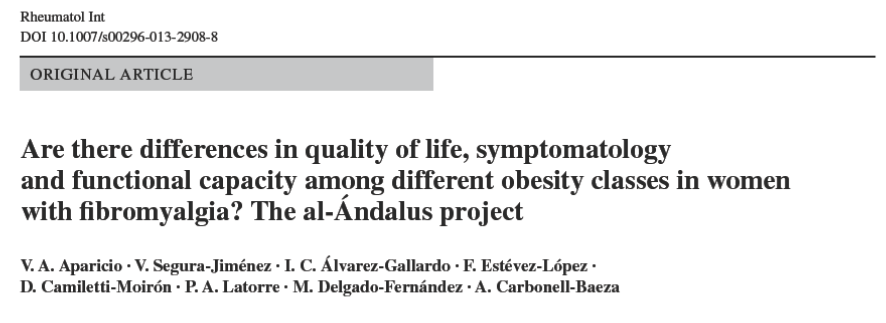 Rheumatol Int
DOI 10.1007/s00296-013-2908-8
ORIGINAL ARTICLE
Are there differences in quality of life, symptomatology
and functional capacity among different obesity classes in women
with fibromyalgia? The al-Ándalus project
V. A. Aparicio · V. Segura-Jiménez · I. C. Álvarez-Gallardo · F. Estévez-López ·
D. Camiletti-Moirón · P. A. Latorre · M. Delgado-Fernández · A. Carbonell-Baeza